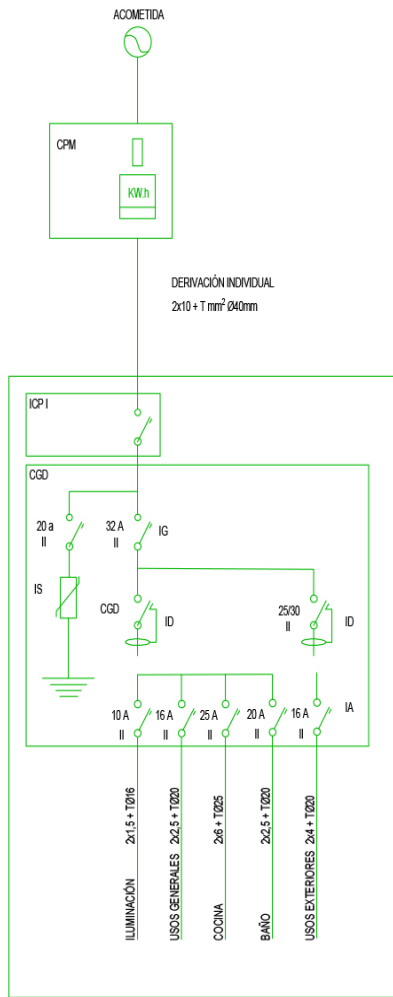 ACOMETIDA
CPM
KW.h
DERIVACIÓN INDIVIDUAL
2x10 + T mm² Ø40mm
ICP I
CGD
20 a
II
32 A
II
IG
IS
CGD
ID
25/30
II
ID
10 A
II
16 A
II
25 A
II
20 A
II
16 A
II
IA
ILUMINACIÓN 2x1,5 + TØ16
USOS GENERALES 2x2,5 + TØ20
COCINA 2x6 + TØ25
BAÑO 2x2,5 + TØ20
USOS EXTERIORES 2x4 + TØ20